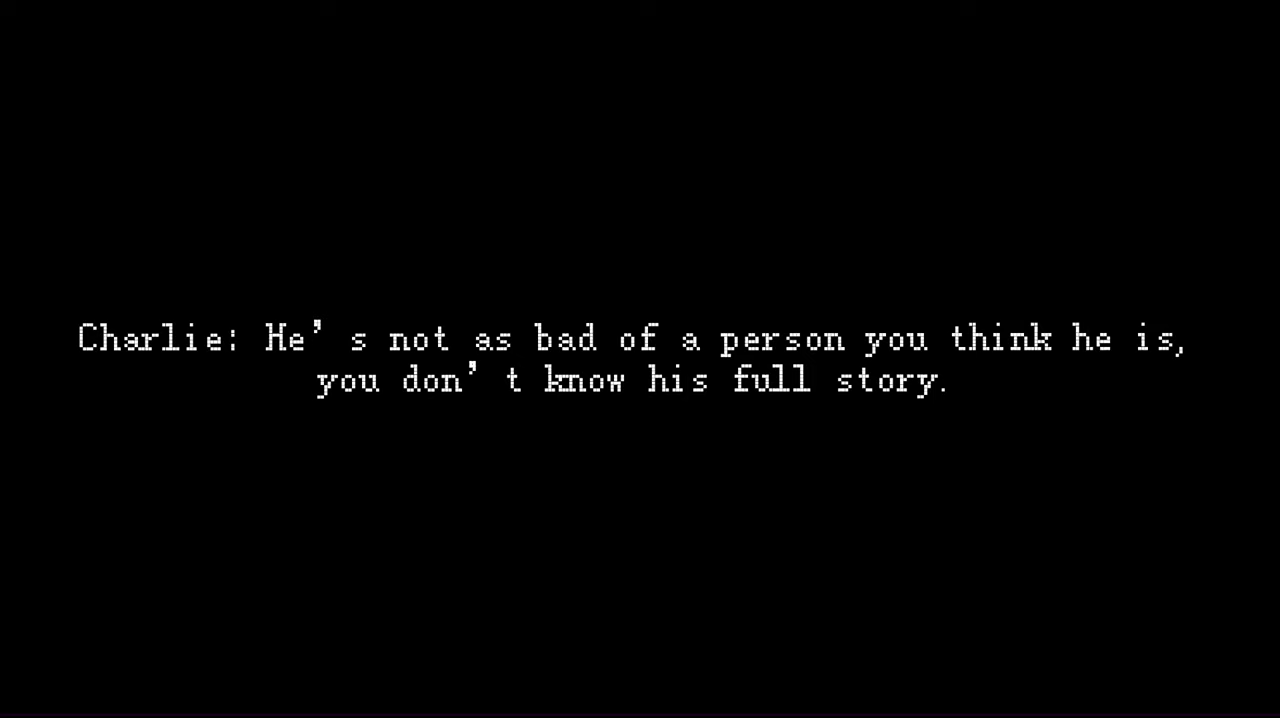 Charlie: He’s not as bad of a person you think he is,
you don’t know his full story.